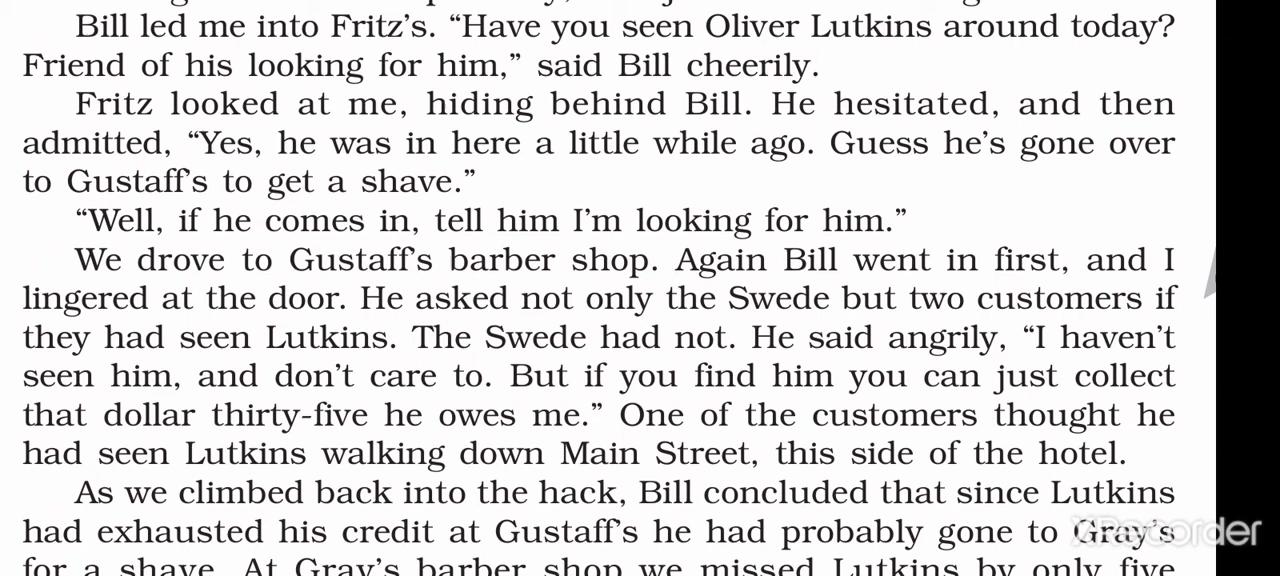 Bill led me into Fritz's. “Have you seen Oliver Lutkins around today?
Friend of his looking for him,” said Bill cheerily.
Fritz looked at me, hiding behind Bill. He hesitated, and then
admitted, “Yes, he was in here a little while ago. Guess he's gone over
to Gustaff's to get a shave.”
“Well, if he comes in, tell him I'm looking for him.”
We drove to Gustaff's barber shop. Again Bill went in first, and I
lingered at the door. He asked not only the Swede but two customers if
they had seen Lutkins. The Swede had not. He said angrily, “I haven't
seen him, and don't care to. But if you find him you can just collect
that dollar thirty-five he owes me.” One of the customers thought he
had seen Lutkins walking down Main Street, this side of the hotel.
As we climbed back into the hack, Bill concluded that since Lutkins
had exhausted his credit at Gustaff's he had probably gone to Gray's
XRecorder
for a shave. At Gray's barber shop we missed Lutkins by only five